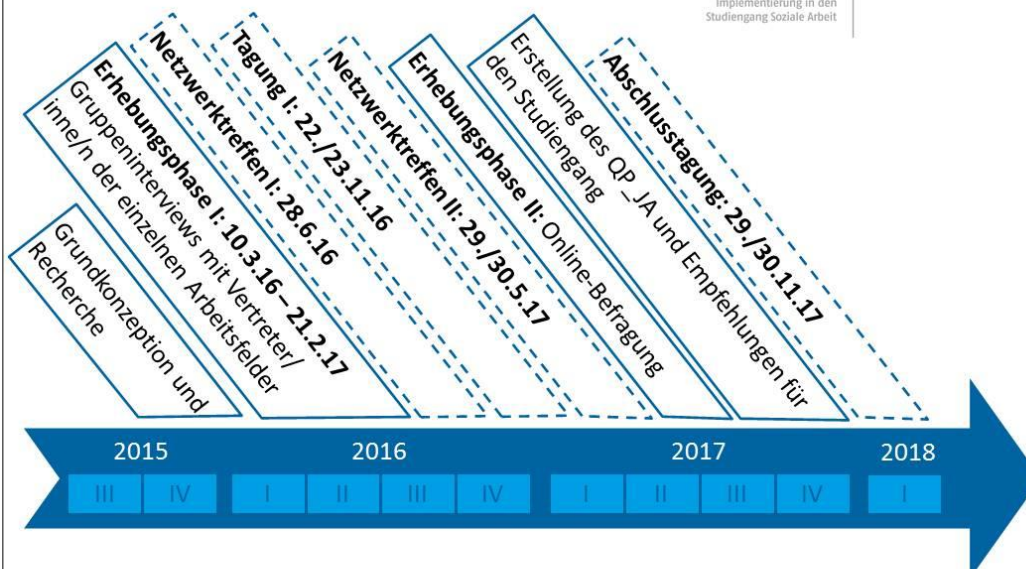 Implementierung in den
Studiengang Soziale Arbeit
Grundkonzeption und
Recherche
Erhebungsphase I: 10.3.16 – 21.2.17
Gruppeninterviews mit Vertreter/
inne/n der einzelnen Arbeitsfelder
Netzwerktreffen I: 28.6.16
Tagung I: 22./23.11.16
Netzwerktreffen II: 29./30.5.17
Erhebungsphase II: Online-Befragung
Erstellung des QP_JA und Empfehlungen für
den Studiengang
Abschlusstagung: 29./30.11.17
2015 2016 2017 2018
III IV I II III IV I II III IV I